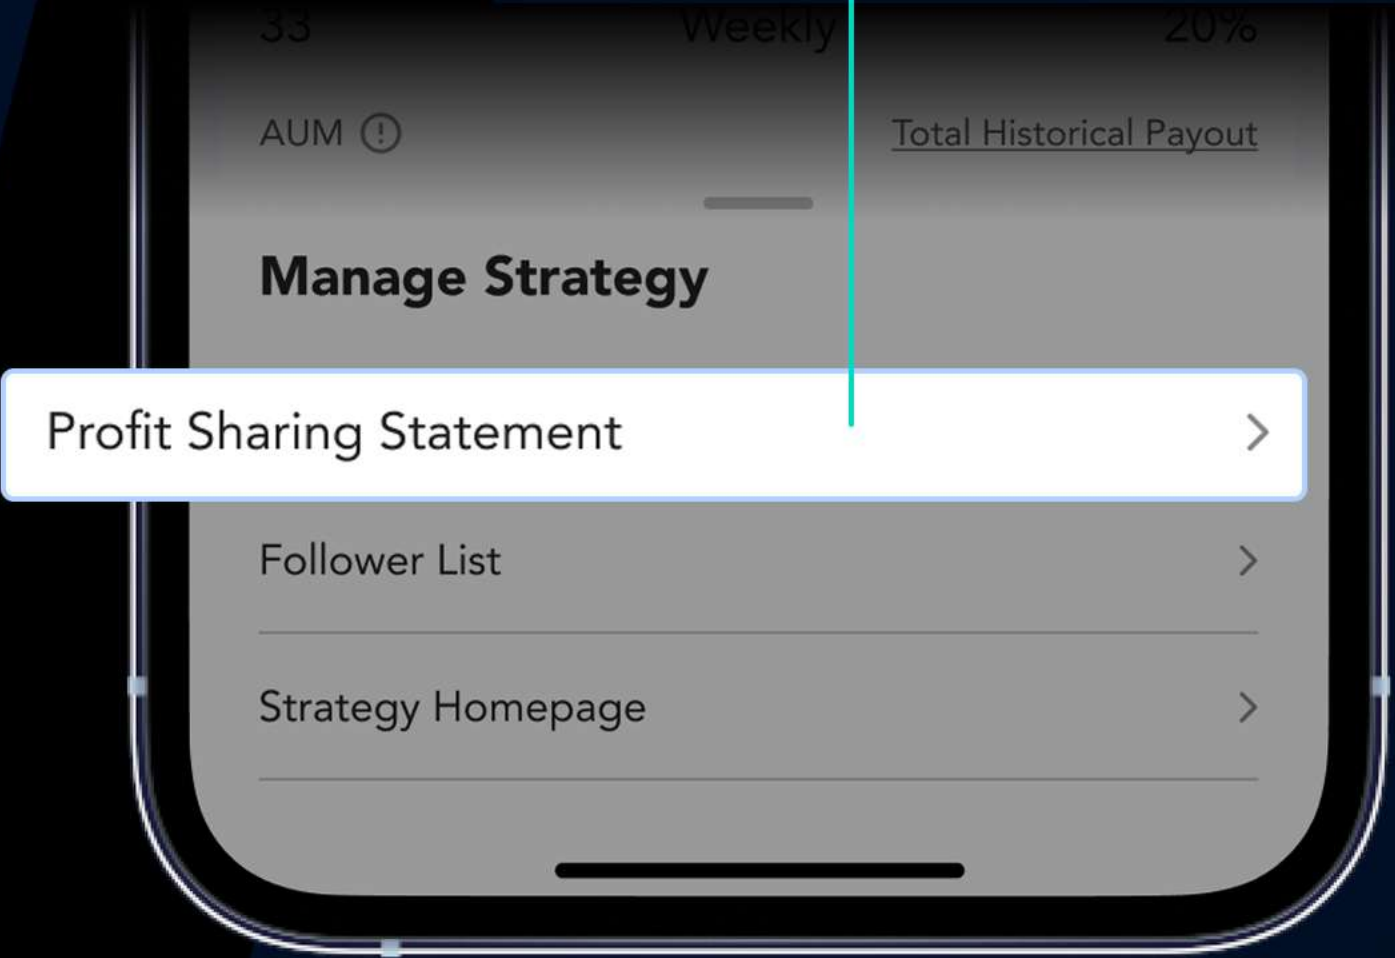 33 Weekly 20%
AUM Total Historical Payout
Manage Strategy
Profit Sharing Statement
Follower List
Strategy Homepage